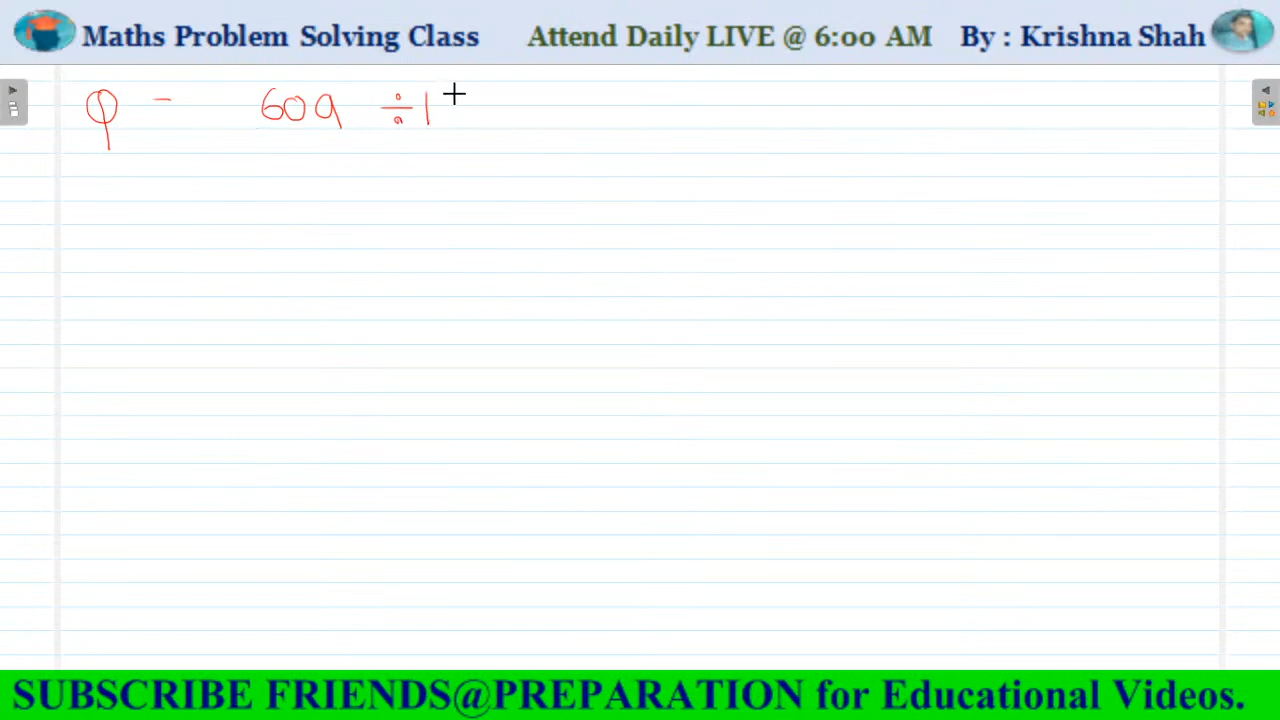 Maths Problem Solving Class Attend Daily LIVE @ 6:00 AM By : Krishna Shah
Q - 609 ÷ 1
SUBSCRIBE FRIENDS@PREPARATION for Educational Videos.